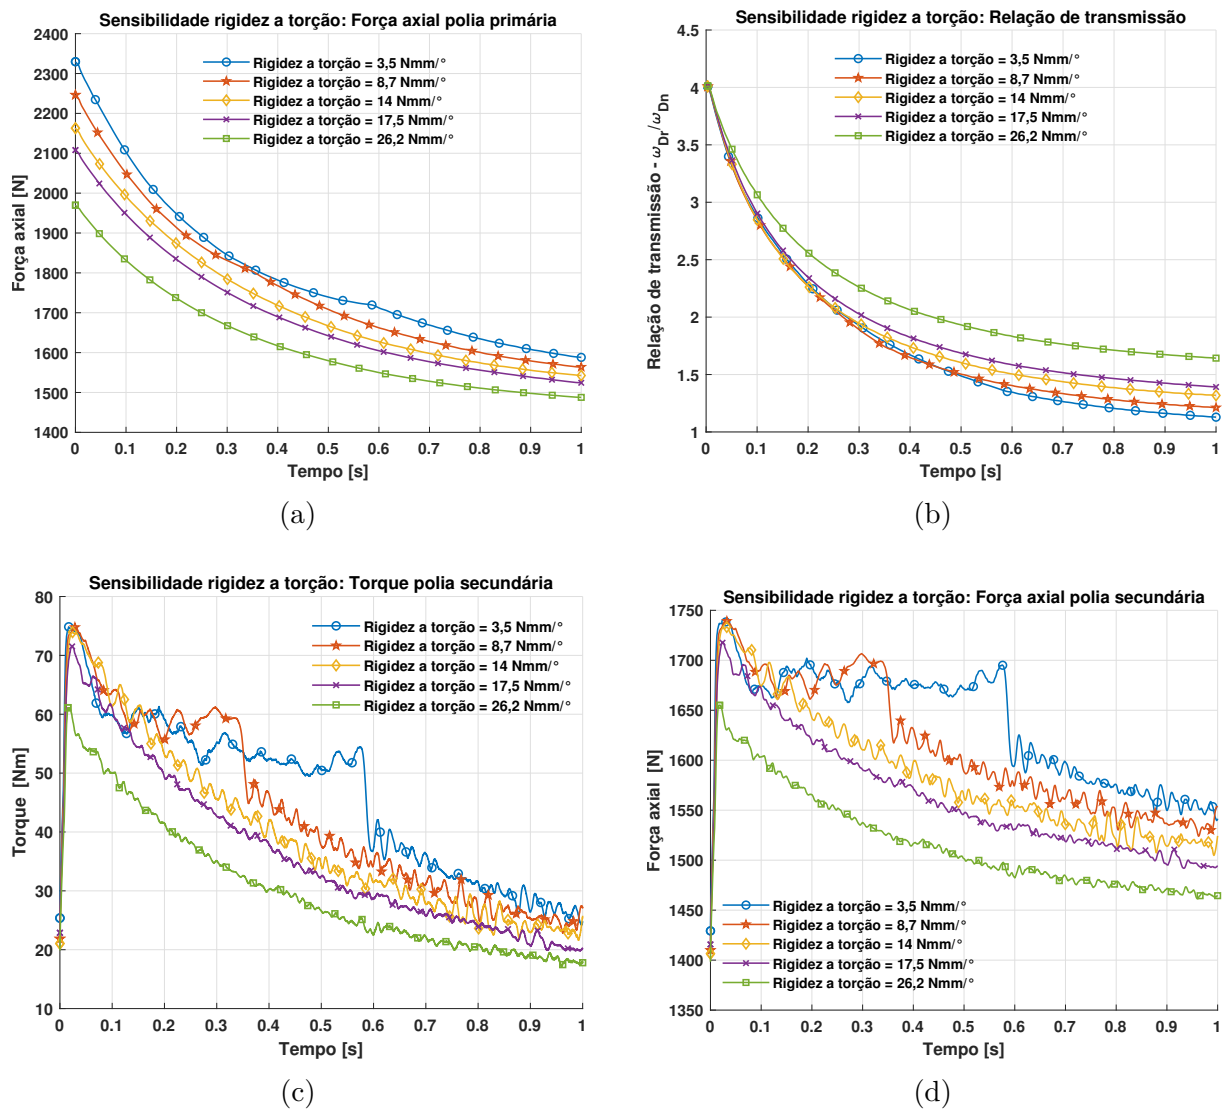 Sensibilidade rigidez a torção: Força axial polia primária
2400
2300
2200
2100
2000
1900
1800
1700
1600
1500
1400
Força axial [N]
Rigidez a torção = 3,5 Nmm/°
Rigidez a torção = 8,7 Nmm/°
Rigidez a torção = 14 Nmm/°
Rigidez a torção = 17,5 Nmm/°
Rigidez a torção = 26,2 Nmm/°
0 0.1 0.2 0.3 0.4 0.5 0.6 0.7 0.8 0.9 1
Tempo [s]
(a)
Sensibilidade rigidez a torção: Relação de transmissão
4.5
4
3.5
3
2.5
2
1.5
1
Relação de transmissão - ω_Dr/ω_Dn
Rigidez a torção = 3,5 Nmm/°
Rigidez a torção = 8,7 Nmm/°
Rigidez a torção = 14 Nmm/°
Rigidez a torção = 17,5 Nmm/°
Rigidez a torção = 26,2 Nmm/°
0 0.1 0.2 0.3 0.4 0.5 0.6 0.7 0.8 0.9 1
Tempo [s]
(b)
Sensibilidade rigidez a torção: Torque polia secundária
80
70
60
50
40
30
20
10
Torque [Nm]
Rigidez a torção = 3,5 Nmm/°
Rigidez a torção = 8,7 Nmm/°
Rigidez a torção = 14 Nmm/°
Rigidez a torção = 17,5 Nmm/°
Rigidez a torção = 26,2 Nmm/°
0 0.1 0.2 0.3 0.4 0.5 0.6 0.7 0.8 0.9 1
Tempo [s]
(c)
Sensibilidade rigidez a torção: Força axial polia secundária
1750
1700
1650
1600
1550
1500
1450
1400
1350
Força axial [N]
Rigidez a torção = 3,5 Nmm/°
Rigidez a torção = 8,7 Nmm/°
Rigidez a torção = 14 Nmm/°
Rigidez a torção = 17,5 Nmm/°
Rigidez a torção = 26,2 Nmm/°
0 0.1 0.2 0.3 0.4 0.5 0.6 0.7 0.8 0.9 1
Tempo [s]
(d)